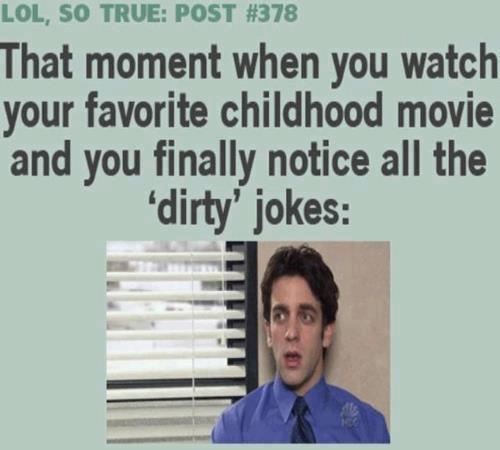 LOL, SO TRUE: POST #378
That moment when you watch
your favorite childhood movie
and you finally notice all the
‘dirty’ jokes:
NBC